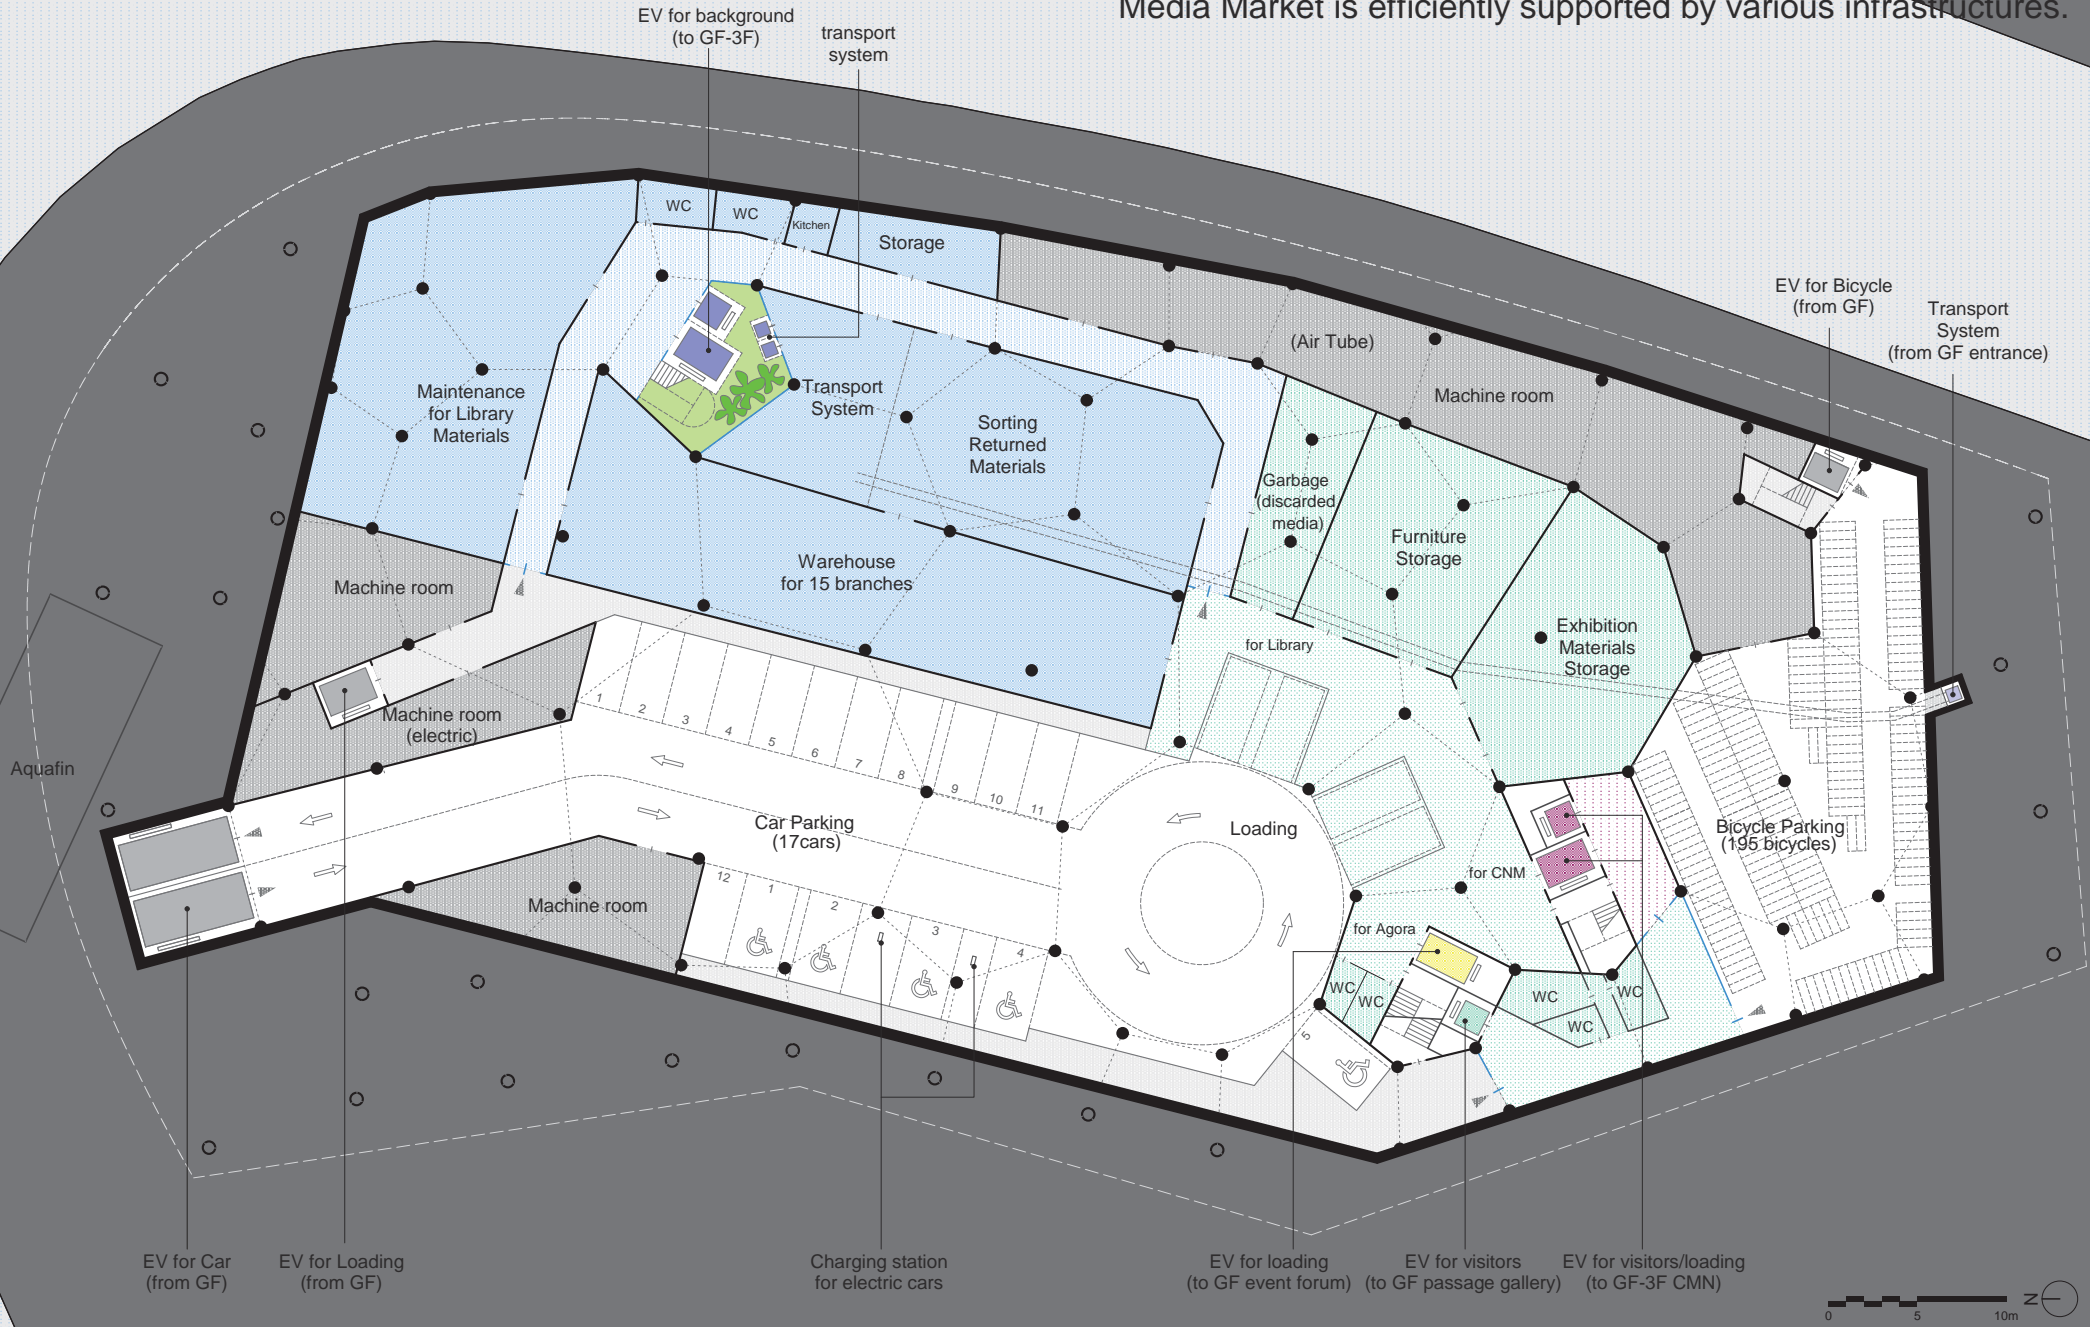 Media Market is efficiently supported by various infrastructures.
EV for background
(to GF-3F)
transport
system
EV for Bicycle
(from GF)
Transport
System
(from GF entrance)
WC
WC
Kitchen
Storage
(Air Tube)
Machine room
Maintenance
for Library
Materials
Transport
System
Sorting
Returned
Materials
Garbage
(discarded
media)
Furniture
Storage
Warehouse
for 15 branches
Machine room
Exhibition
Materials
Storage
for Library
Machine room
(electric)
Aquafin
1
2
3
4
5
6
7
8
9
10
11
Car Parking
(17cars)
Loading
Bicycle Parking
(195 bicycles)
for CNM
Machine room
12
1
2
3
4
5
for Agora
WC
WC
WC
WC
WC
EV for Car
(from GF)
EV for Loading
(from GF)
Charging station
for electric cars
EV for loading
(to GF event forum)
EV for visitors
(to GF passage gallery)
EV for visitors/loading
(to GF-3F CMN)
0
5
10m
N